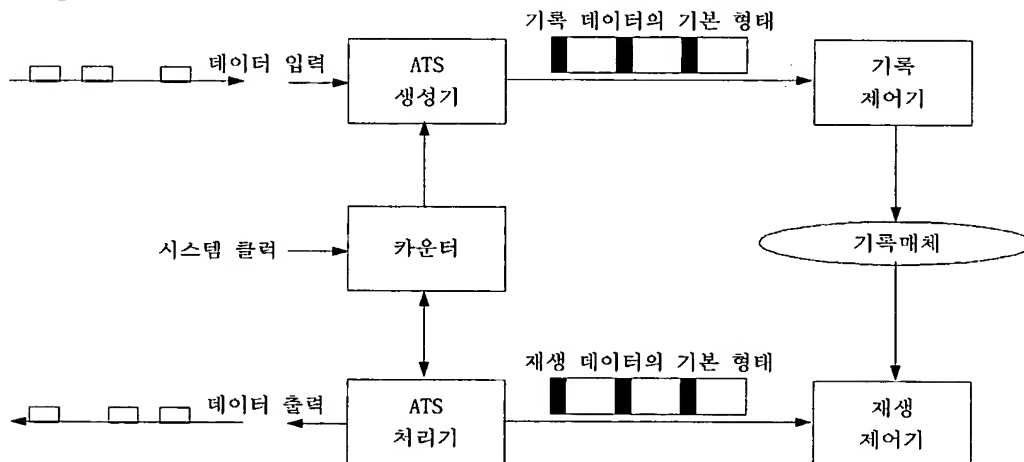 기록 데이터의 기본 형태
데이터 입력
ATS
생성기
기록
제어기
시스템 클럭
카운터
기록매체
재생 데이터의 기본 형태
데이터 출력
ATS
처리기
재생
제어기